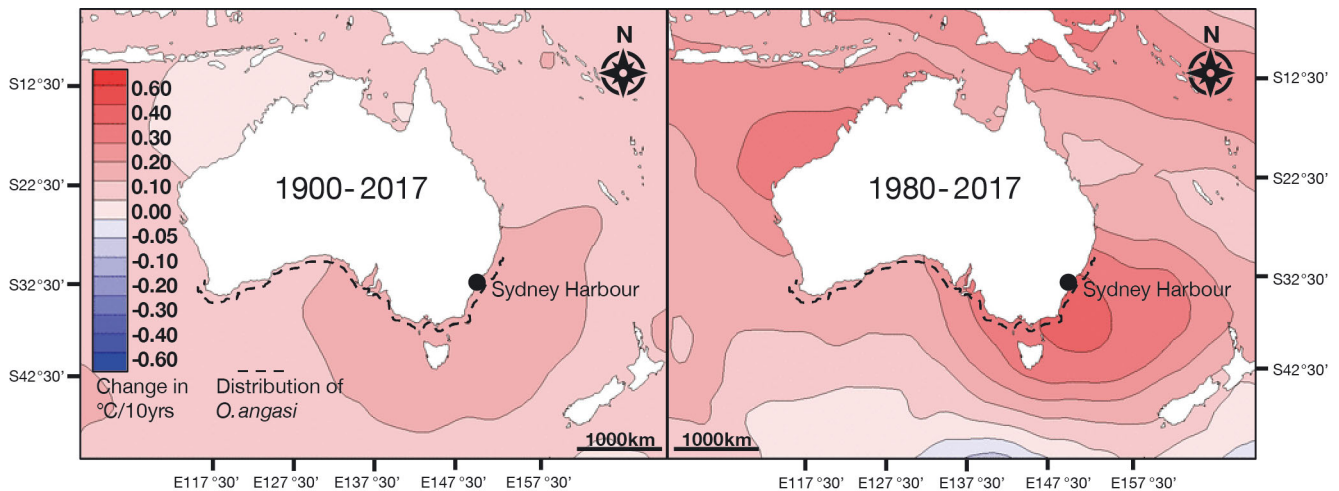 N
N
S12°30'
S22°30'
S32°30'
S42°30'
0.60
0.40
0.30
0.20
0.10
0.00
-0.05
-0.10
-0.20
-0.30
-0.40
-0.60
Change in
°C/10yrs
Distribution of
O. angasi
1900-2017
Sydney Harbour
1000km
1980-2017
Sydney Harbour
1000km
S12°30'
S22°30'
S32°30'
S42°30'
E117°30' E127°30' E137°30' E147°30' E157°30'
E117°30' E127°30' E137°30' E147°30' E157°30'